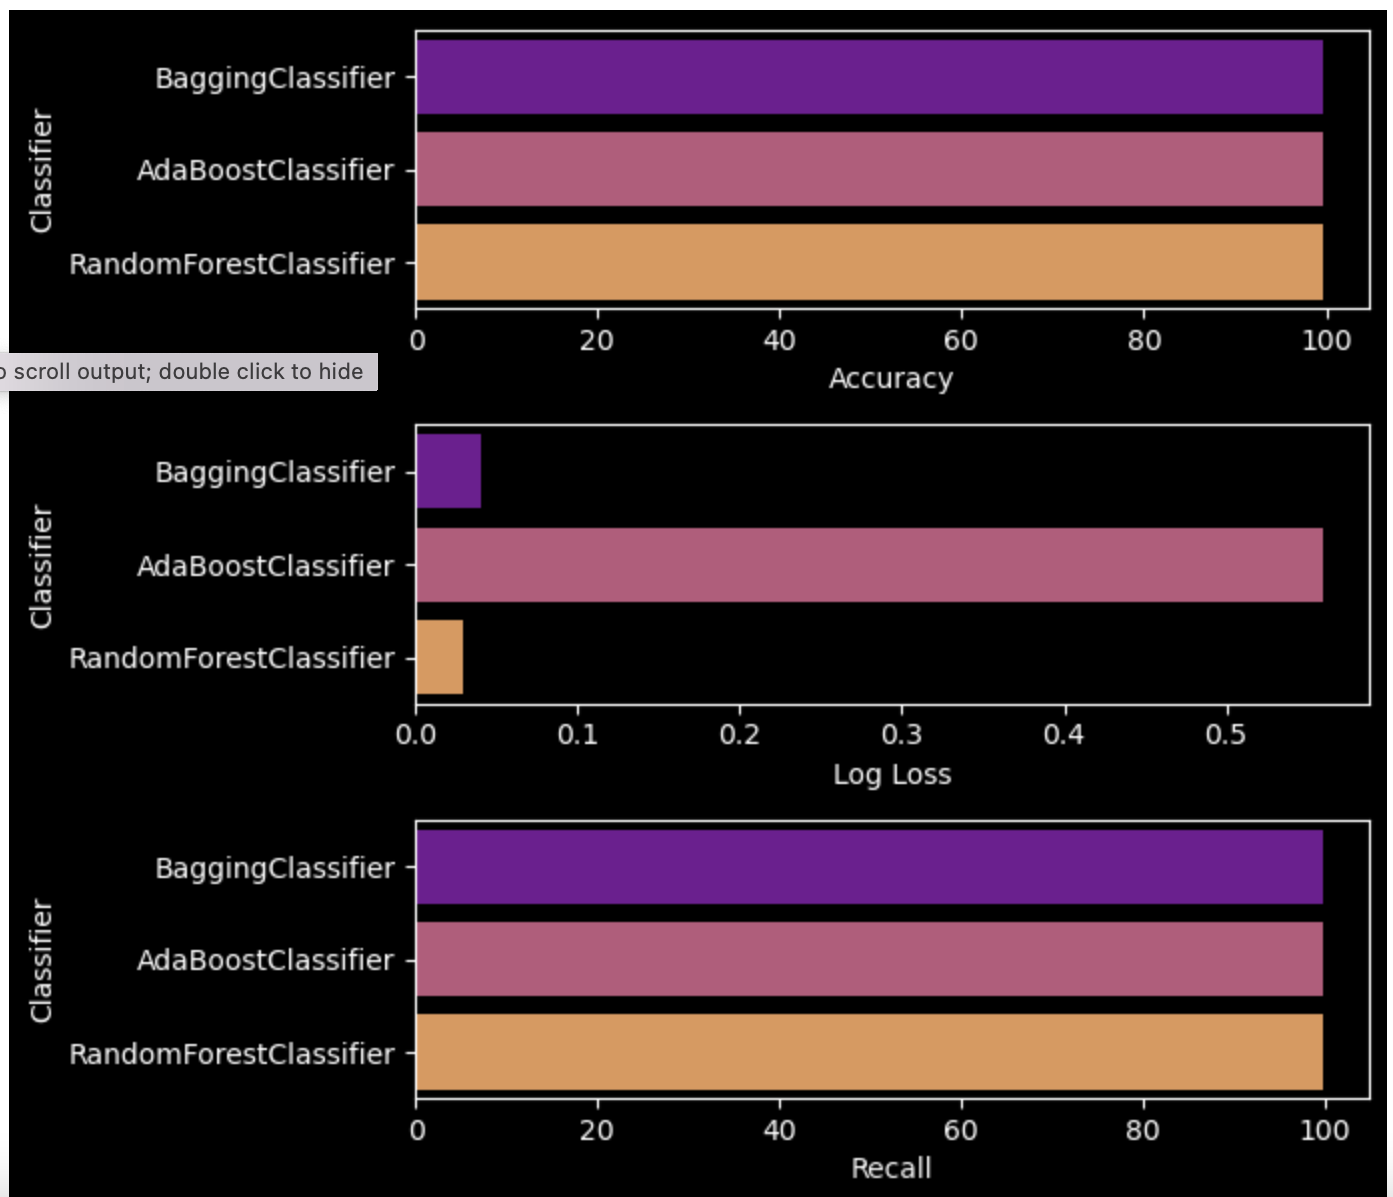 Classifier
BaggingClassifier
AdaBoostClassifier
RandomForestClassifier
0 20 40 60 80 100
Accuracy
scroll output; double click to hide
Classifier
BaggingClassifier
AdaBoostClassifier
RandomForestClassifier
0.0 0.1 0.2 0.3 0.4 0.5
Log Loss
Classifier
BaggingClassifier
AdaBoostClassifier
RandomForestClassifier
0 20 40 60 80 100
Recall